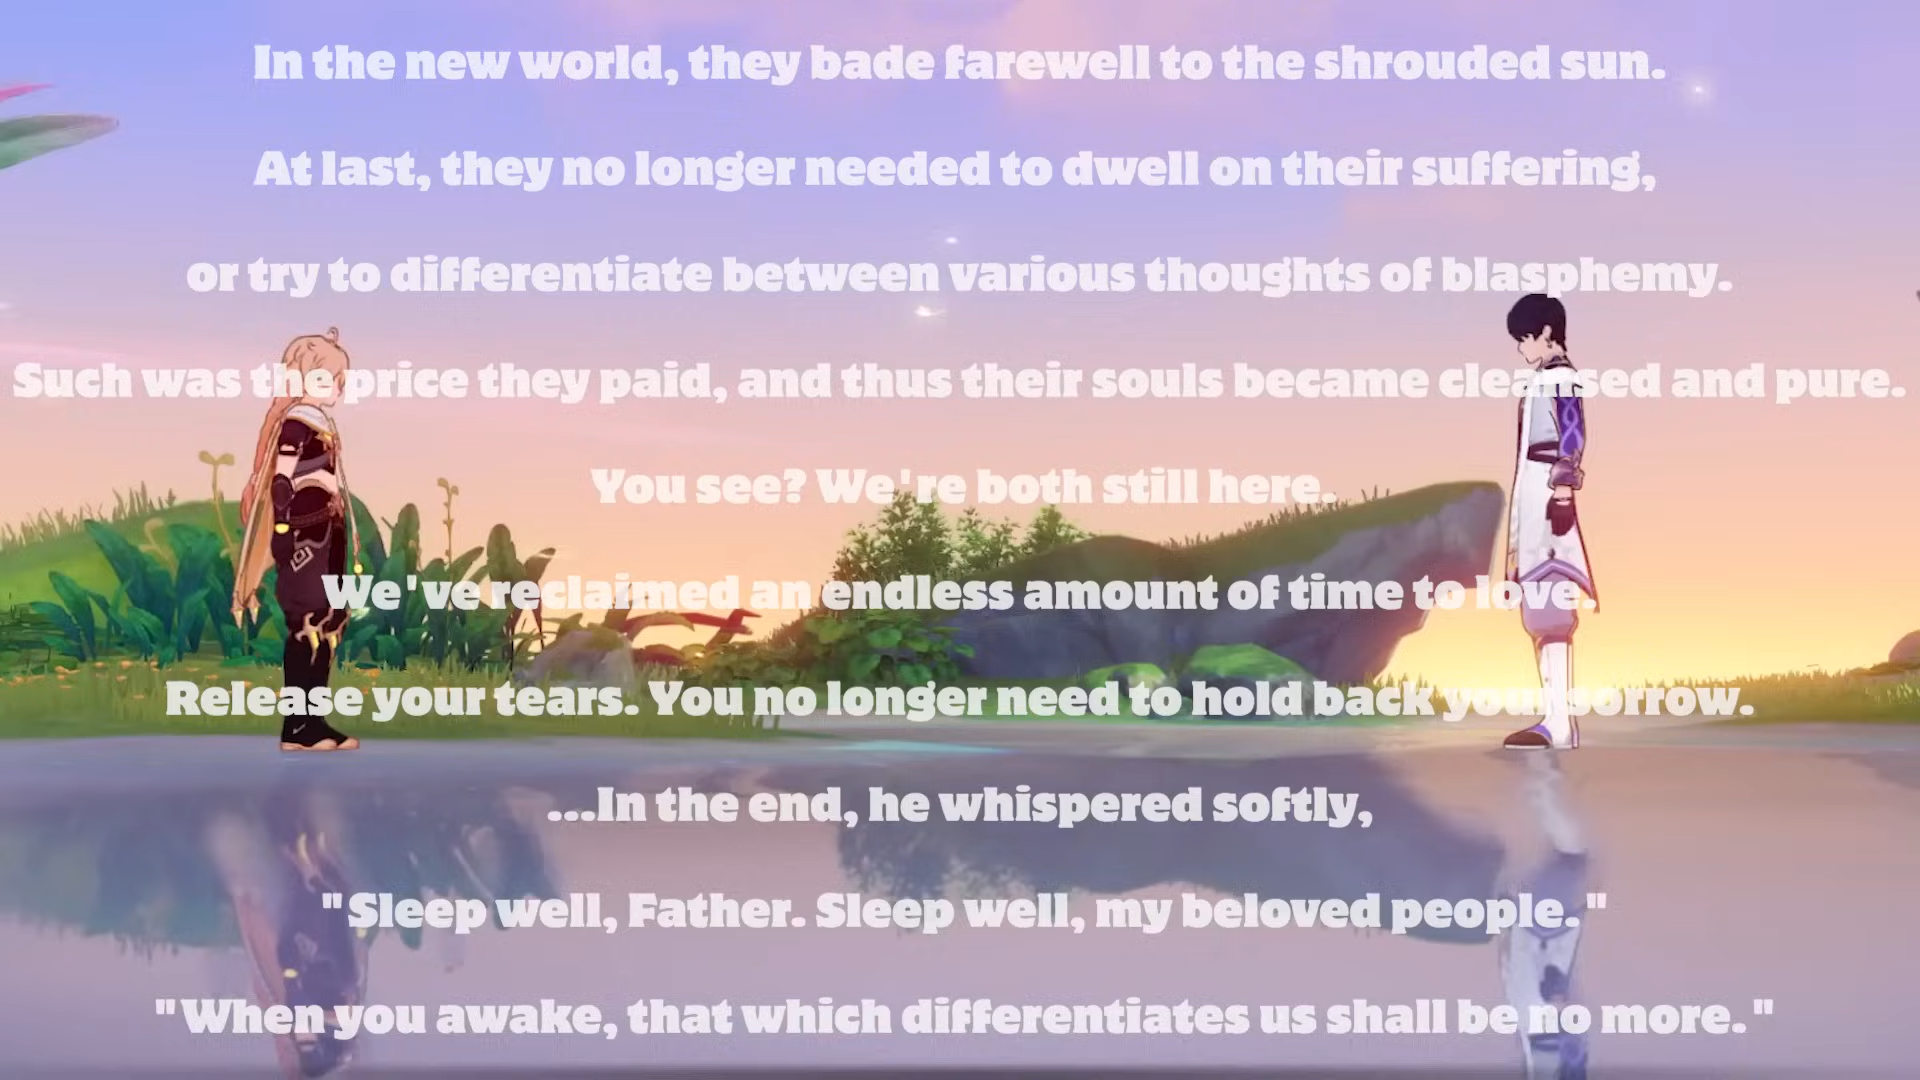 In the new world, they bade farewell to the shrouded sun.
At last, they no longer needed to dwell on their suffering,
or try to differentiate between various thoughts of blasphemy.
Such was the price they paid, and thus their souls became cleansed and pure.
You see? We're both still here.
We've reclaimed an endless amount of time to love.
Release your tears. You no longer need to hold back your sorrow.
...In the end, he whispered softly,
"Sleep well, Father. Sleep well, my beloved people."
"When you awake, that which differentiates us shall be no more."